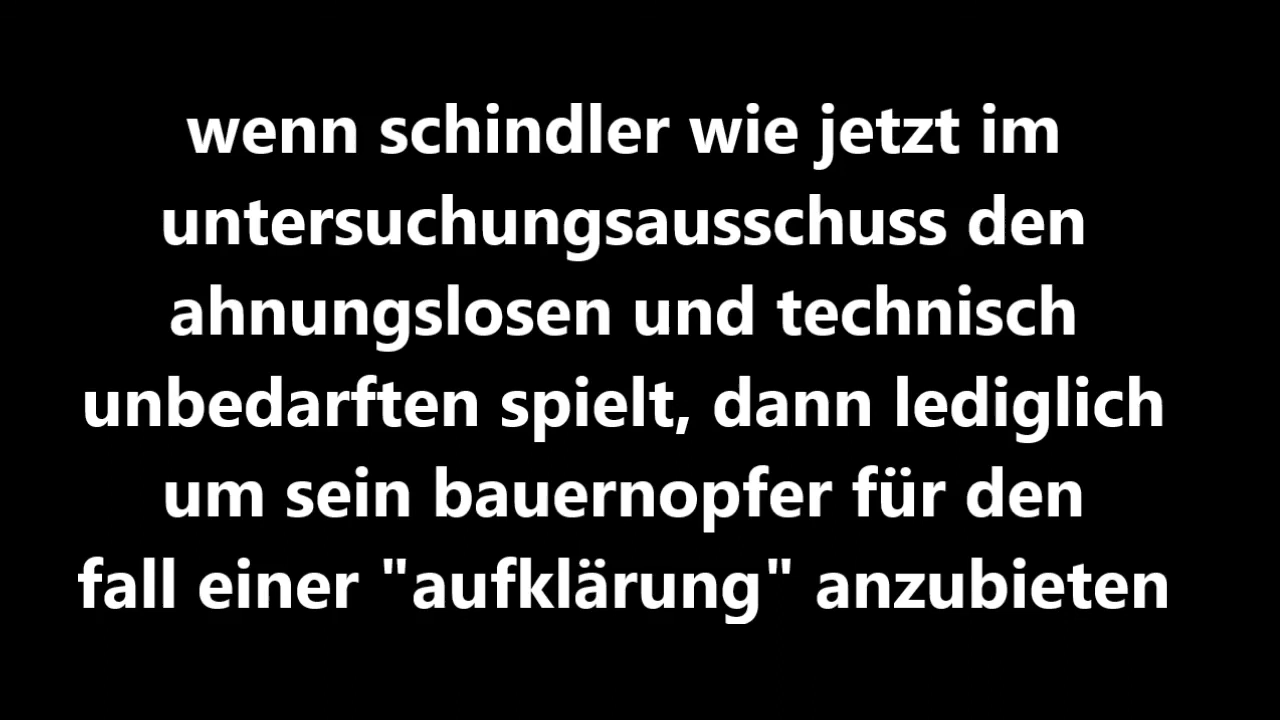 wenn schindler wie jetzt im
untersuchungsausschuss den
ahnungslosen und technisch
unbedarften spielt, dann lediglich
um sein bauernopfer für den
fall einer "aufklärung" anzubieten